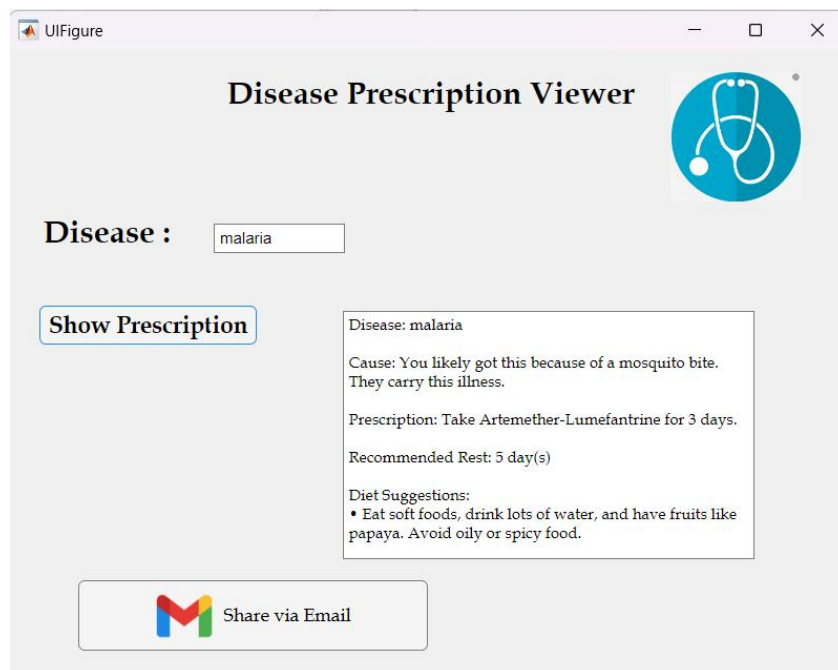 UIFigure
Disease Prescription Viewer
Disease :
malaria
Show Prescription
Disease: malaria
Cause: You likely got this because of a mosquito bite.
They carry this illness.
Prescription: Take Artemether-Lumefantrine for 3 days.
Recommended Rest: 5 day(s)
Diet Suggestions:
• Eat soft foods, drink lots of water, and have fruits like
papaya. Avoid oily or spicy food.
Share via Email